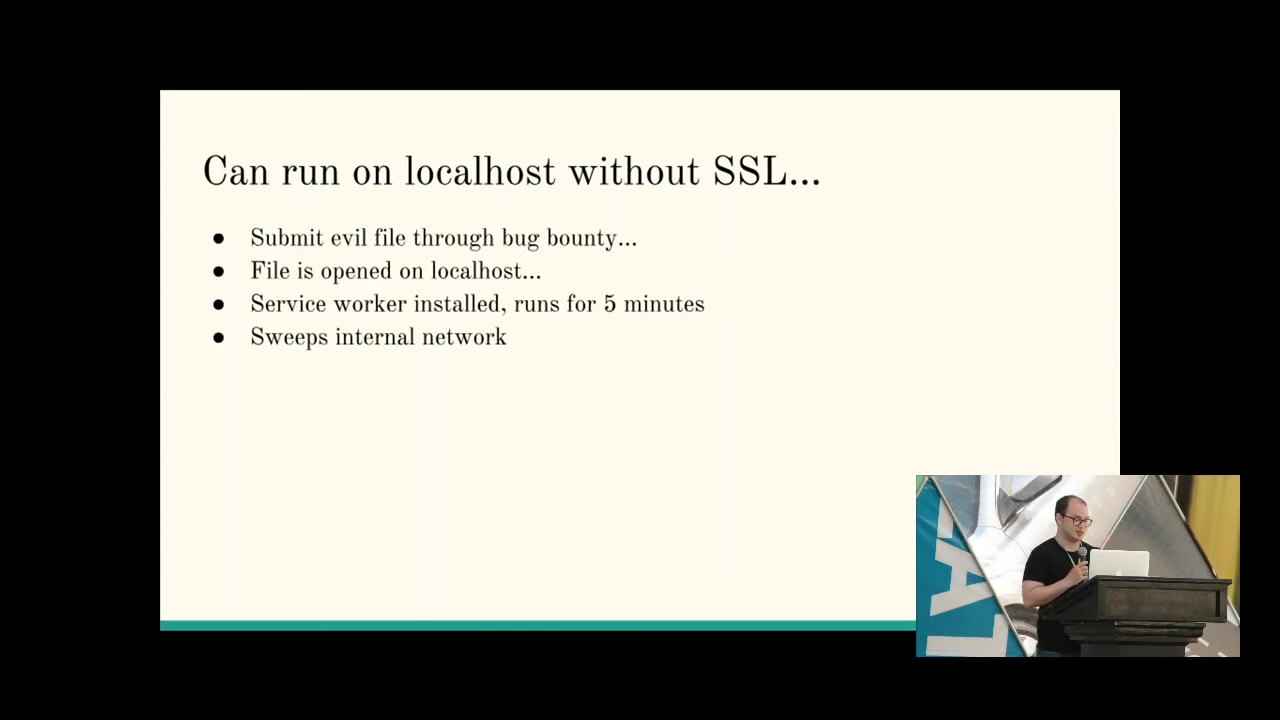 Can run on localhost without SSL...
● Submit evil file through bug bounty...
● File is opened on localhost...
● Service worker installed, runs for 5 minutes
● Sweeps internal network